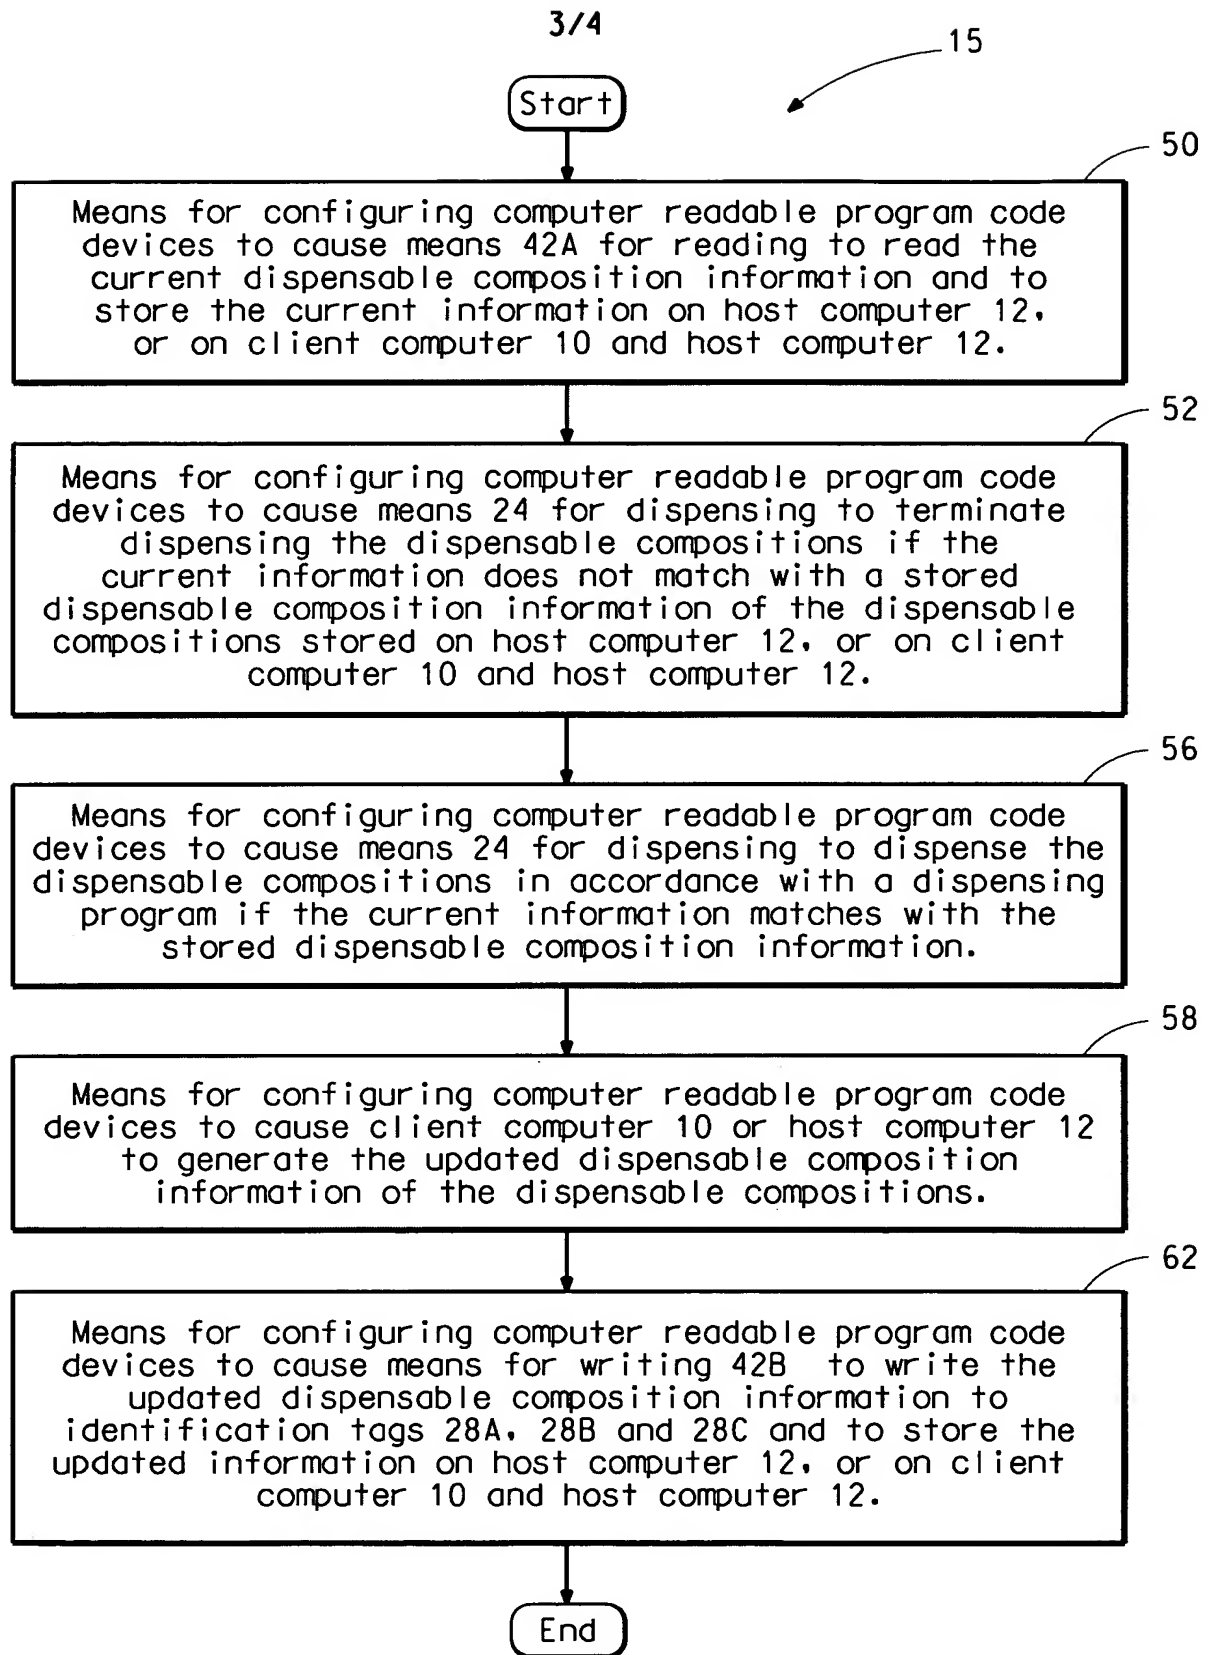 3/4
15
Start
50
Means for configuring computer readable program code
devices to cause means 42A for reading to read the
current dispensable composition information and to
store the current information on host computer 12,
or on client computer 10 and host computer 12.
52
Means for configuring computer readable program code
devices to cause means 24 for dispensing to terminate
dispensing the dispensable compositions if the
current information does not match with a stored
dispensable composition information of the dispensable
compositions stored on host computer 12, or on client
computer 10 and host computer 12.
56
Means for configuring computer readable program code
devices to cause means 24 for dispensing to dispense the
dispensable compositions in accordance with a dispensing
program if the current information matches with the
stored dispensable composition information.
58
Means for configuring computer readable program code
devices to cause client computer 10 or host computer 12
to generate the updated dispensable composition
information of the dispensable compositions.
62
Means for configuring computer readable program code
devices to cause means for writing 42B to write the
updated dispensable composition information to
identification tags 28A, 28B and 28C and to store the
updated information on host computer 12, or on client
computer 10 and host computer 12.
End